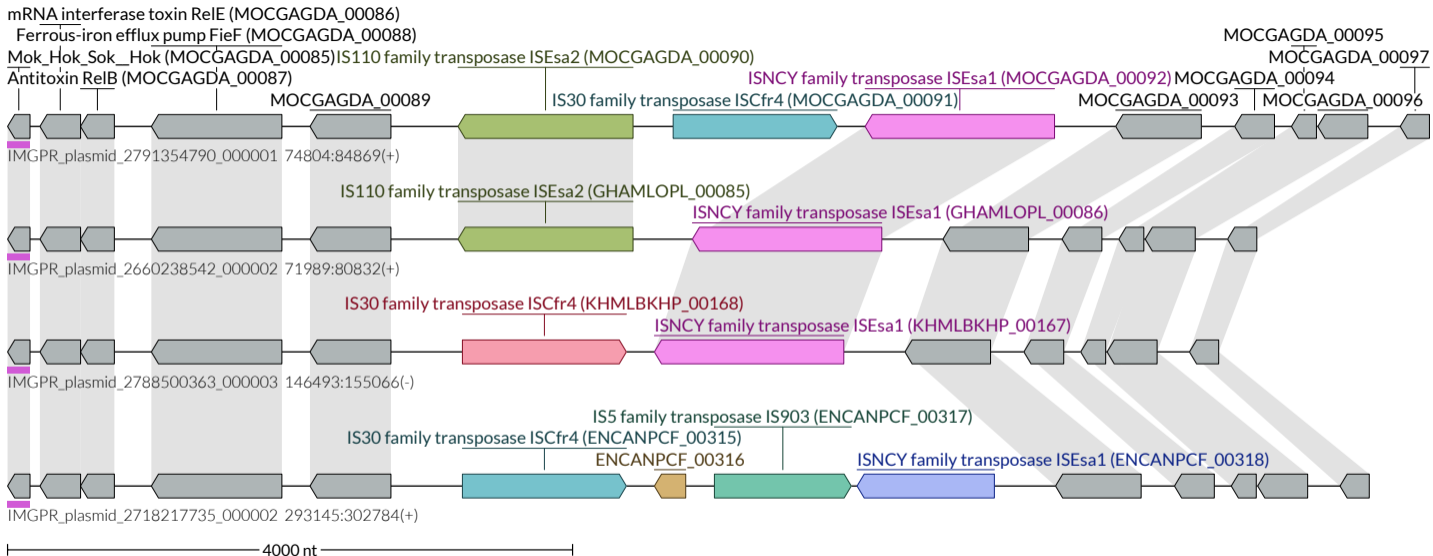 mRNA interferase toxin RelE (MOCGAGDA_00086)
Ferrous-iron efflux pump FieF (MOCGAGDA_00088)
MOCGAGDA_00095
Mok_Hok_Sok__Hok (MOCGAGDA_00085)
IS110 family transposase ISEsa2 (MOCGAGDA_00090)
MOCGAGDA_00097
Antitoxin RelB (MOCGAGDA_00087)
ISNCY family transposase ISEsa1 (MOCGAGDA_00092)
MOCGAGDA_00094
MOCGAGDA_00089
IS30 family transposase ISCfr4 (MOCGAGDA_00091)
MOCGAGDA_00093
MOCGAGDA_00096
IMGPR_plasmid_2791354790_000001 74804:84869(+)
IS110 family transposase ISEsa2 (GHAMLOPL_00085)
ISNCY family transposase ISEsa1 (GHAMLOPL_00086)
IMGPR_plasmid_2660238542_000002 71989:80832(+)
IS30 family transposase ISCfr4 (KHMLBKHP_00168)
ISNCY family transposase ISEsa1 (KHMLBKHP_00167)
IMGPR_plasmid_2788500363_000003 146493:155066(-)
IS5 family transposase IS903 (ENCANPCF_00317)
IS30 family transposase ISCfr4 (ENCANPCF_00315)
ENCANPCF_00316
ISNCY family transposase ISEsa1 (ENCANPCF_00318)
IMGPR_plasmid_2718217735_000002 293145:302784(+)
4000 nt